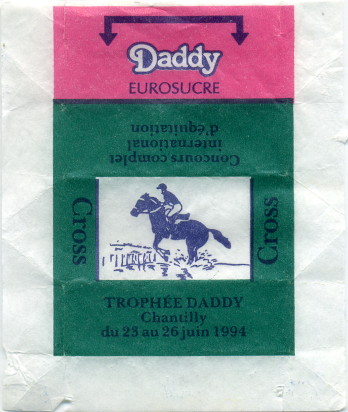 Daddy
EUROSUCRE
Concours complet
international
d'équitation
Cross
Cross
TROPHÉE DADDY
Chantilly
du 23 au 26 juin 1994